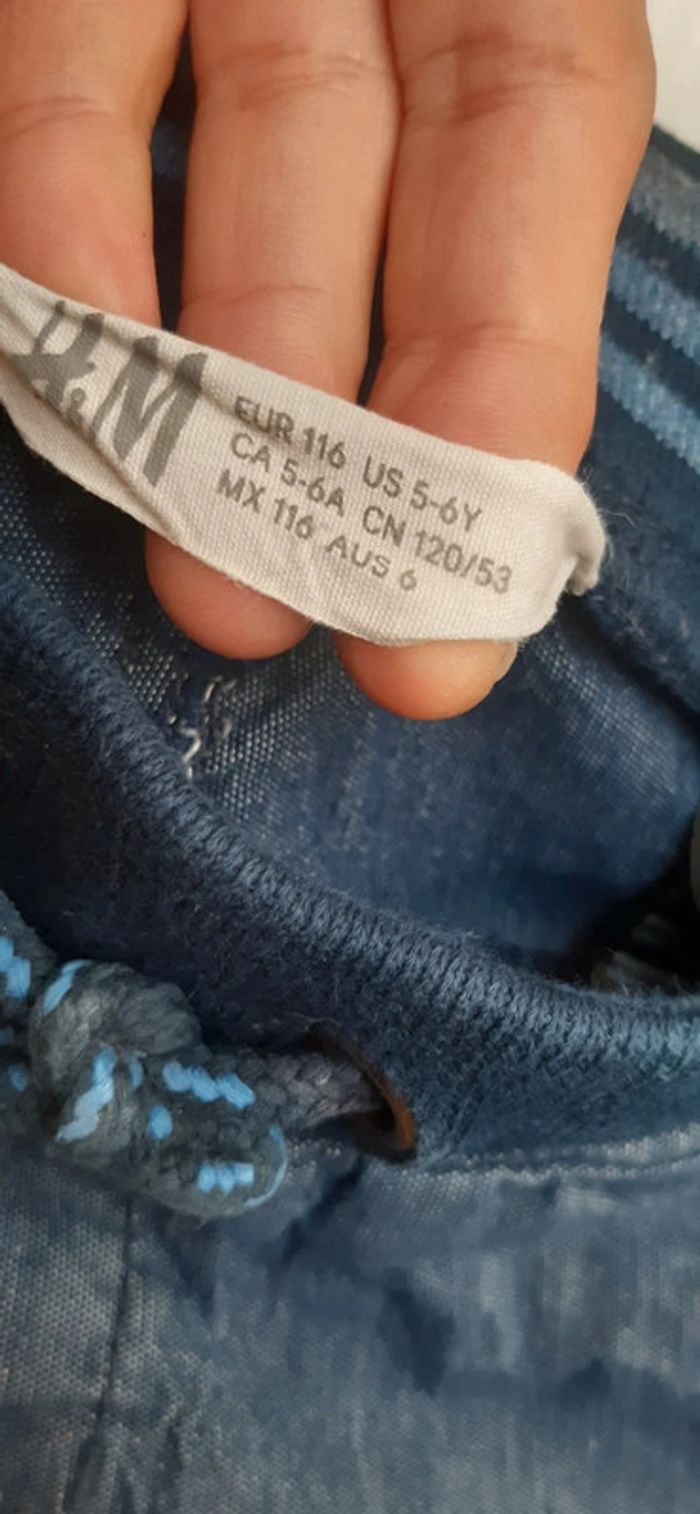 H&M
EUR 116 US 5-6Y
CA 5-6A CN 120/53
MX 116 AUS 6